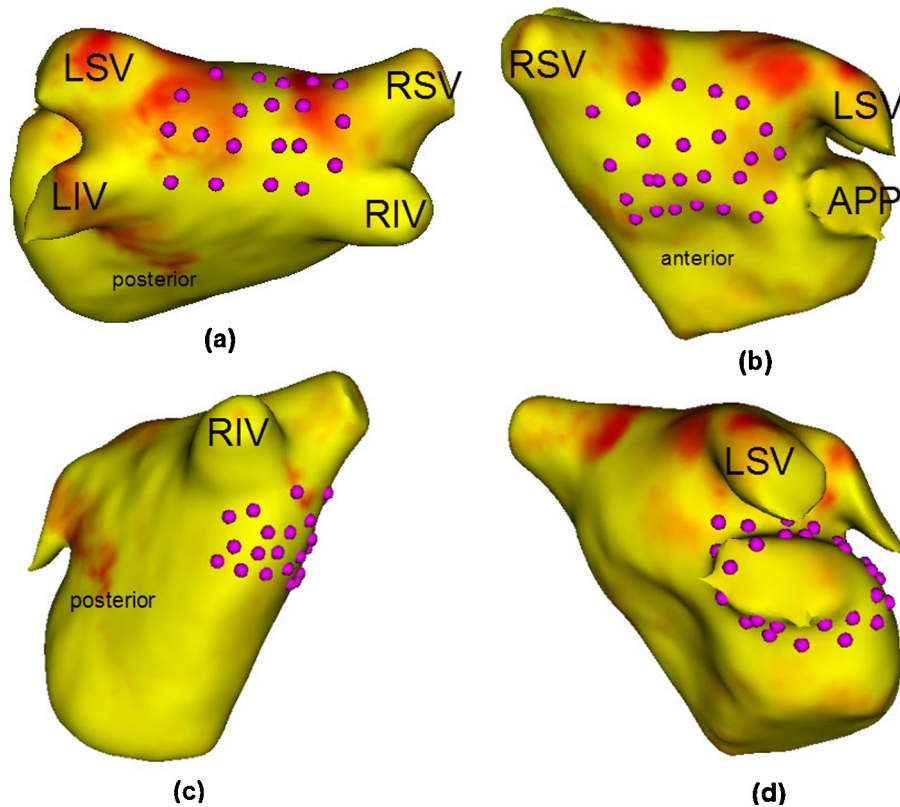 LSV
RSV
LIV
RIV
posterior
(a)
RSV
LSV
APP
anterior
(b)
RIV
posterior
(c)
LSV
(d)